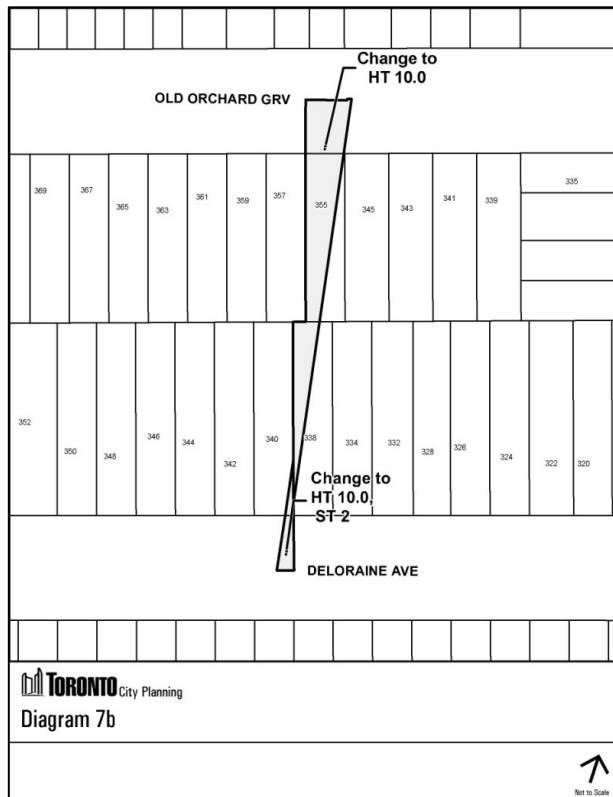 Change to
HT 10.0
OLD ORCHARD GRV
369
367
365
363
361
359
357
355
345
343
341
339
335
352
350
348
346
344
342
340
338
334
332
328
326
324
322
320
Change to
HT 10.0,
ST 2
DELORAINE AVE
TORONTO City Planning
Diagram 7b
Not to Scale